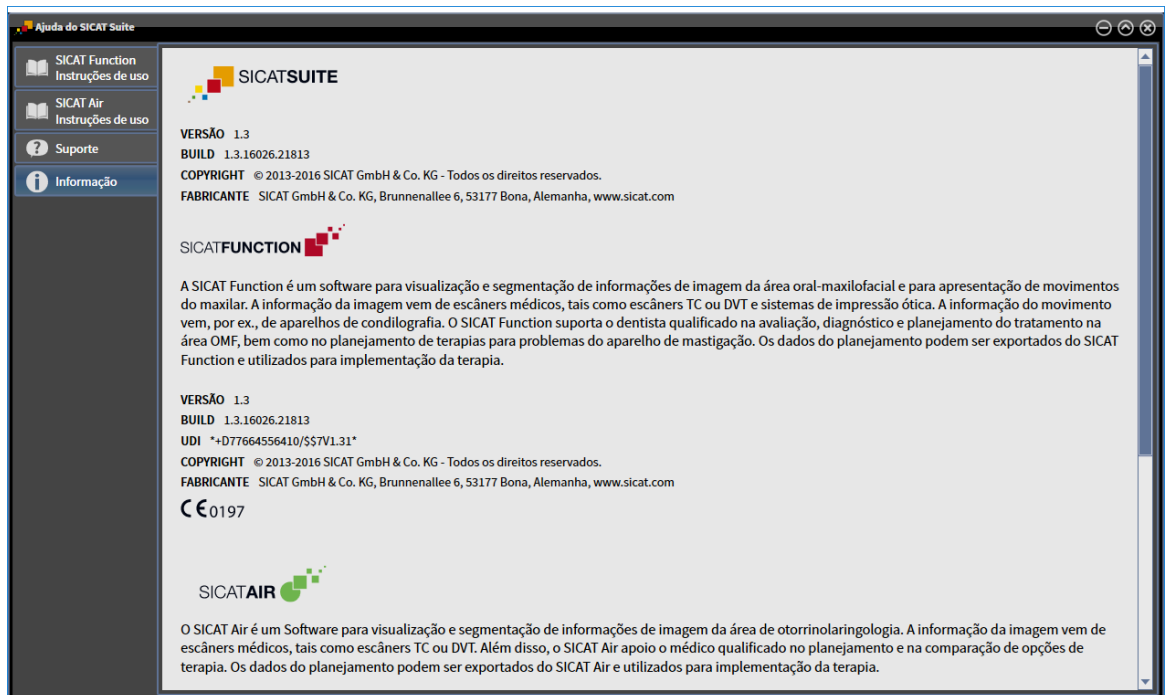 Ajuda do SICAT Suite
SICAT Function
Instruções de uso
SICAT Air
Instruções de uso
Suporte
Informação
SICATSUITE
VERSÃO 1.3
BUILD 1.3.16026.21813
COPYRIGHT © 2013-2016 SICAT GmbH & Co. KG - Todos os direitos reservados.
FABRICANTE SICAT GmbH & Co. KG, Brunnenallee 6, 53177 Bona, Alemanha, www.sicat.com
SICATFUNCTION
A SICAT Function é um software para visualização e segmentação de informações de imagem da área oral-maxilofacial e para apresentação de movimentos
do maxilar. A informação da imagem vem de escâners médicos, tais como escâners TC ou DVT e sistemas de impressão ótica. A informação do movimento
vem, por ex., de aparelhos de condilografia. O SICAT Function suporta o dentista qualificado na avaliação, diagnóstico e planejamento do tratamento na
área OMF, bem como no planejamento de terapias para problemas do aparelho de mastigação. Os dados do planejamento podem ser exportados do SICAT
Function e utilizados para implementação da terapia.
VERSÃO 1.3
BUILD 1.3.16026.21813
UDI *+D77664556410/$$7V1.31*
COPYRIGHT © 2013-2016 SICAT GmbH & Co. KG - Todos os direitos reservados.
FABRICANTE SICAT GmbH & Co. KG, Brunnenallee 6, 53177 Bona, Alemanha, www.sicat.com
CE0197
SICATAIR
O SICAT Air é um Software para visualização e segmentação de informações de imagem da área de otorrinolaringologia. A informação da imagem vem de
escâners médicos, tais como escâners TC ou DVT. Além disso, o SICAT Air apoio o médico qualificado no planejamento e na comparação de opções de
terapia. Os dados do planejamento podem ser exportados do SICAT Air e utilizados para implementação da terapia.